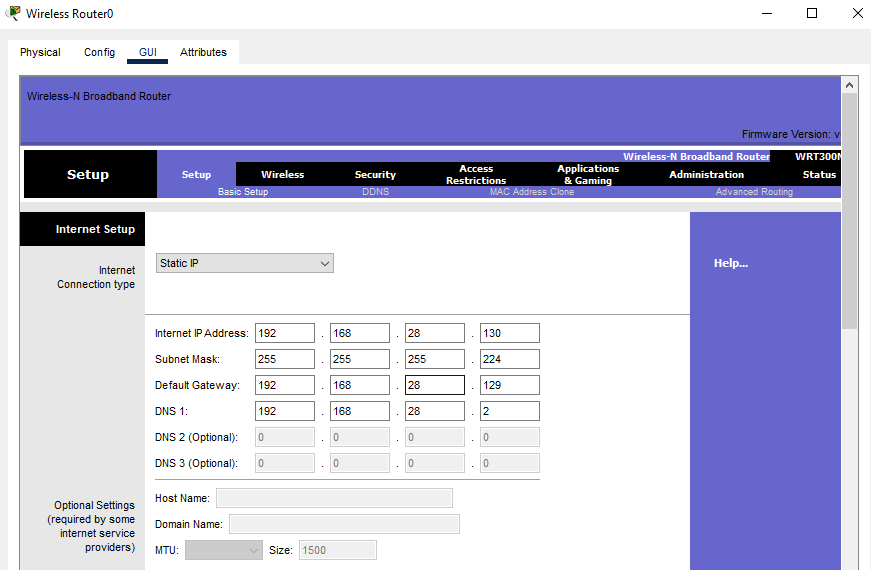 Wireless Router0
Physical Config GUI Attributes
Wireless-N Broadband Router
Firmware Version:
Wireless-N Broadband Router WRT300N
Setup
Setup Wireless Security Access Restrictions Applications & Gaming Administration Status
Basic Setup DDNS MAC Address Clone Advanced Routing
Internet Setup
Help...
Internet
Connection type
Static IP
Internet IP Address: 192 . 168 . 28 . 130
Subnet Mask: 255 . 255 . 255 . 224
Default Gateway: 192 . 168 . 28 . 129
DNS 1: 192 . 168 . 28 . 2
DNS 2 (Optional): 0 . 0 . 0 . 0
DNS 3 (Optional): 0 . 0 . 0 . 0
Optional Settings
(required by some
internet service
providers)
Host Name:
Domain Name:
MTU: Size: 1500